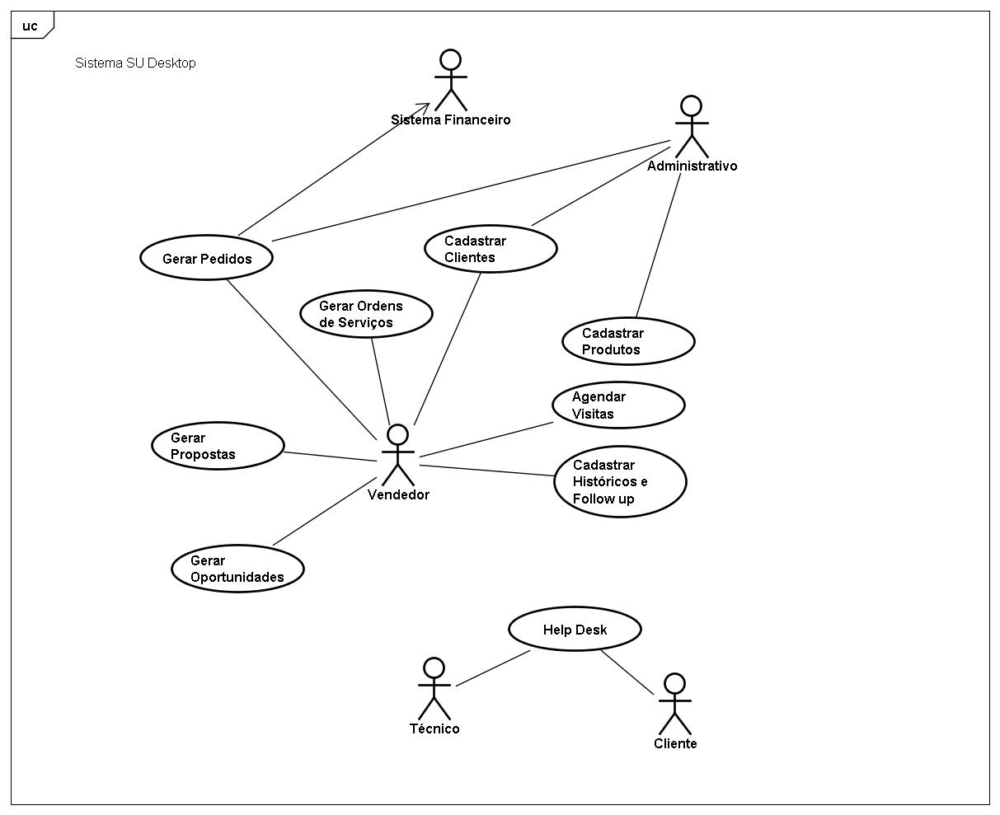 uc
Sistema SU Desktop
Sistema Financeiro
Administrativo
Gerar Pedidos
Cadastrar
Clientes
Gerar Ordens
de Serviços
Cadastrar
Produtos
Agendar
Visitas
Gerar
Propostas
Cadastrar
Históricos e
Follow up
Vendedor
Gerar
Oportunidades
Help Desk
Técnico
Cliente